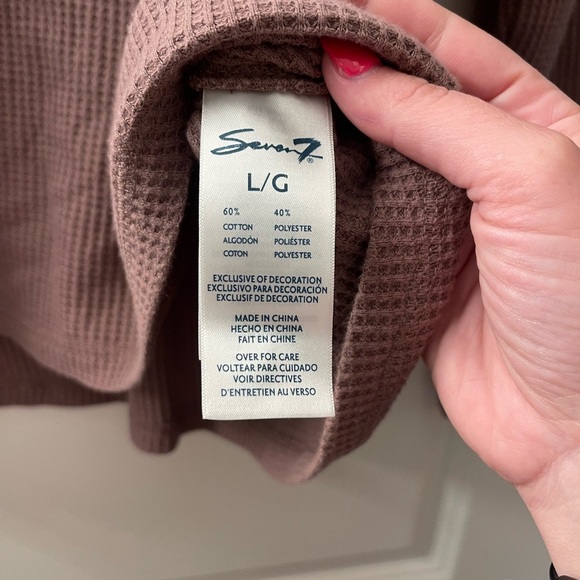 Seven7®
L/G
60% 40%
COTTON POLYESTER
ALGODÓN POLIÉSTER
COTON POLYESTER
EXCLUSIVE OF DECORATION
EXCLUSIVO PARA DECORACIÓN
EXCLUSIF DE DECORATION
MADE IN CHINA
HECHO EN CHINA
FAIT EN CHINE
OVER FOR CARE
VOLTEAR PARA CUIDADO
VOIR DIRECTIVES
D'ENTRETIEN AU VERSO